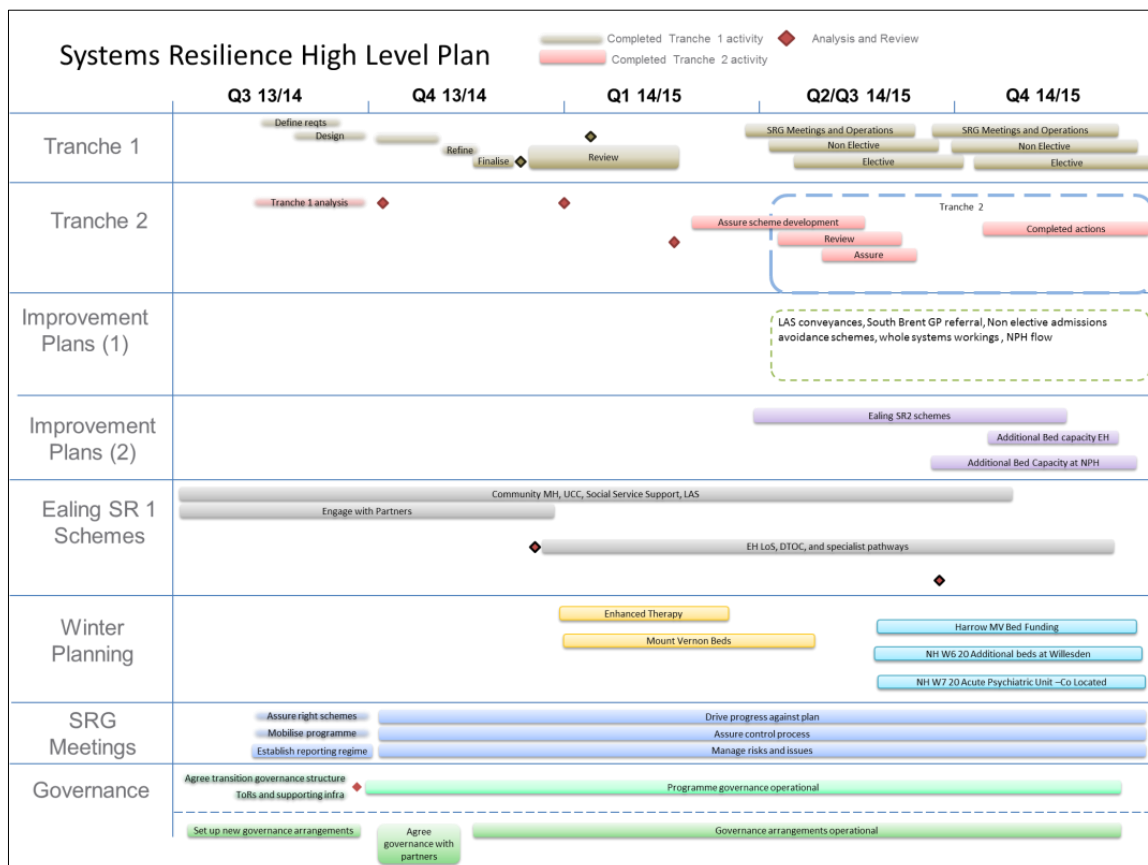 Systems Resilience High Level Plan
Completed Tranche 1 activity
Analysis and Review
Completed Tranche 2 activity
Q3 13/14
Q4 13/14
Q1 14/15
Q2/Q3 14/15
Q4 14/15
Tranche 1
Define reqts
Design
Refine
Finalise
Review
SRG Meetings and Operations
Non Elective
Elective
SRG Meetings and Operations
Non Elective
Elective
Tranche 2
Tranche 1 analysis
Tranche 2
Assure scheme development
Review
Assure
Completed actions
Improvement
Plans (1)
LAS conveyances, South Brent GP referral, Non elective admissions
avoidance schemes, whole systems workings , NPH flow
Improvement
Plans (2)
Ealing SR2 schemes
Additional Bed capacity EH
Additional Bed Capacity at NPH
Ealing SR 1
Schemes
Community MH, UCC, Social Service Support, LAS
Engage with Partners
EH LoS, DTOC, and specialist pathways
Winter
Planning
Enhanced Therapy
Mount Vernon Beds
Harrow MV Bed Funding
NH W6 20 Additional beds at Willesden
NH W7 20 Acute Psychiatric Unit –Co Located
SRG
Meetings
Assure right schemes
Mobilise programme
Establish reporting regime
Drive progress against plan
Assure control process
Manage risks and issues
Governance
Agree transition governance structure
ToRs and supporting infra
Programme governance operational
Set up new governance arrangements
Agree
governance with
partners
Governance arrangements operational